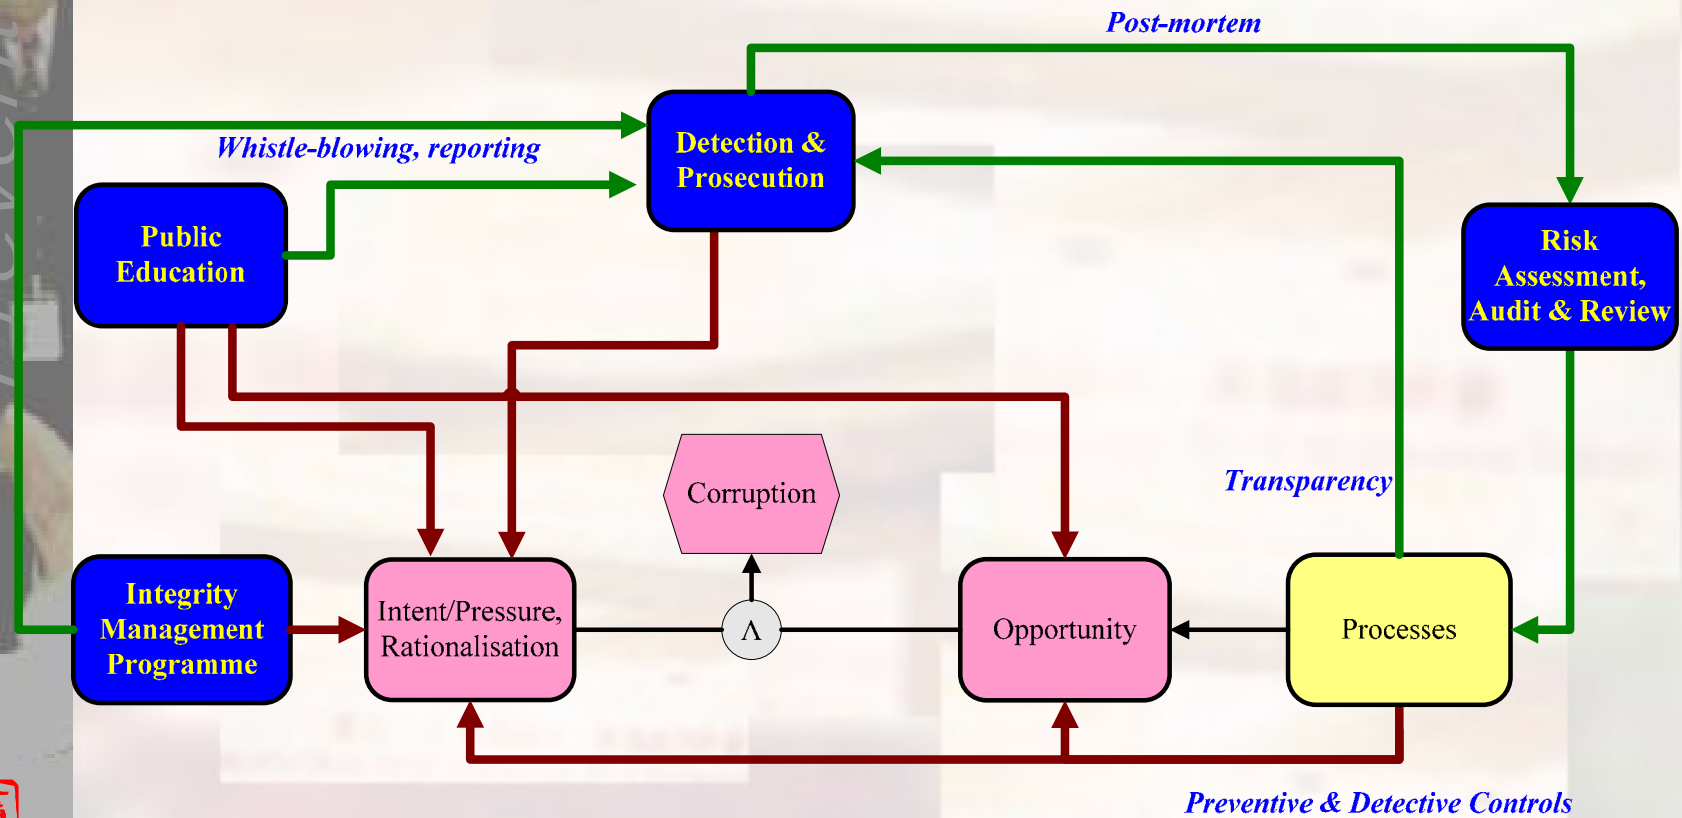 Post-mortem
Detection &
Prosecution
Whistle-blowing, reporting
Public
Education
Risk
Assessment,
Audit & Review
Corruption
Transparency
Integrity
Management
Programme
Intent/Pressure,
Rationalisation
Λ
Opportunity
Processes
Preventive & Detective Controls